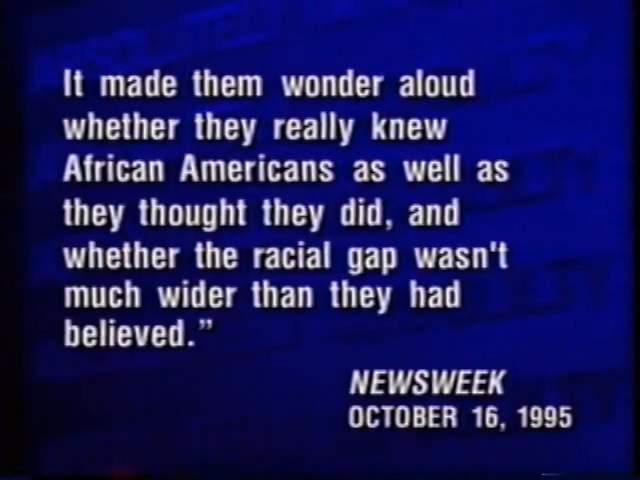 It made them wonder aloud
whether they really knew
African Americans as well as
they thought they did, and
whether the racial gap wasn't
much wider than they had
believed.”
NEWSWEEK
OCTOBER 16, 1995